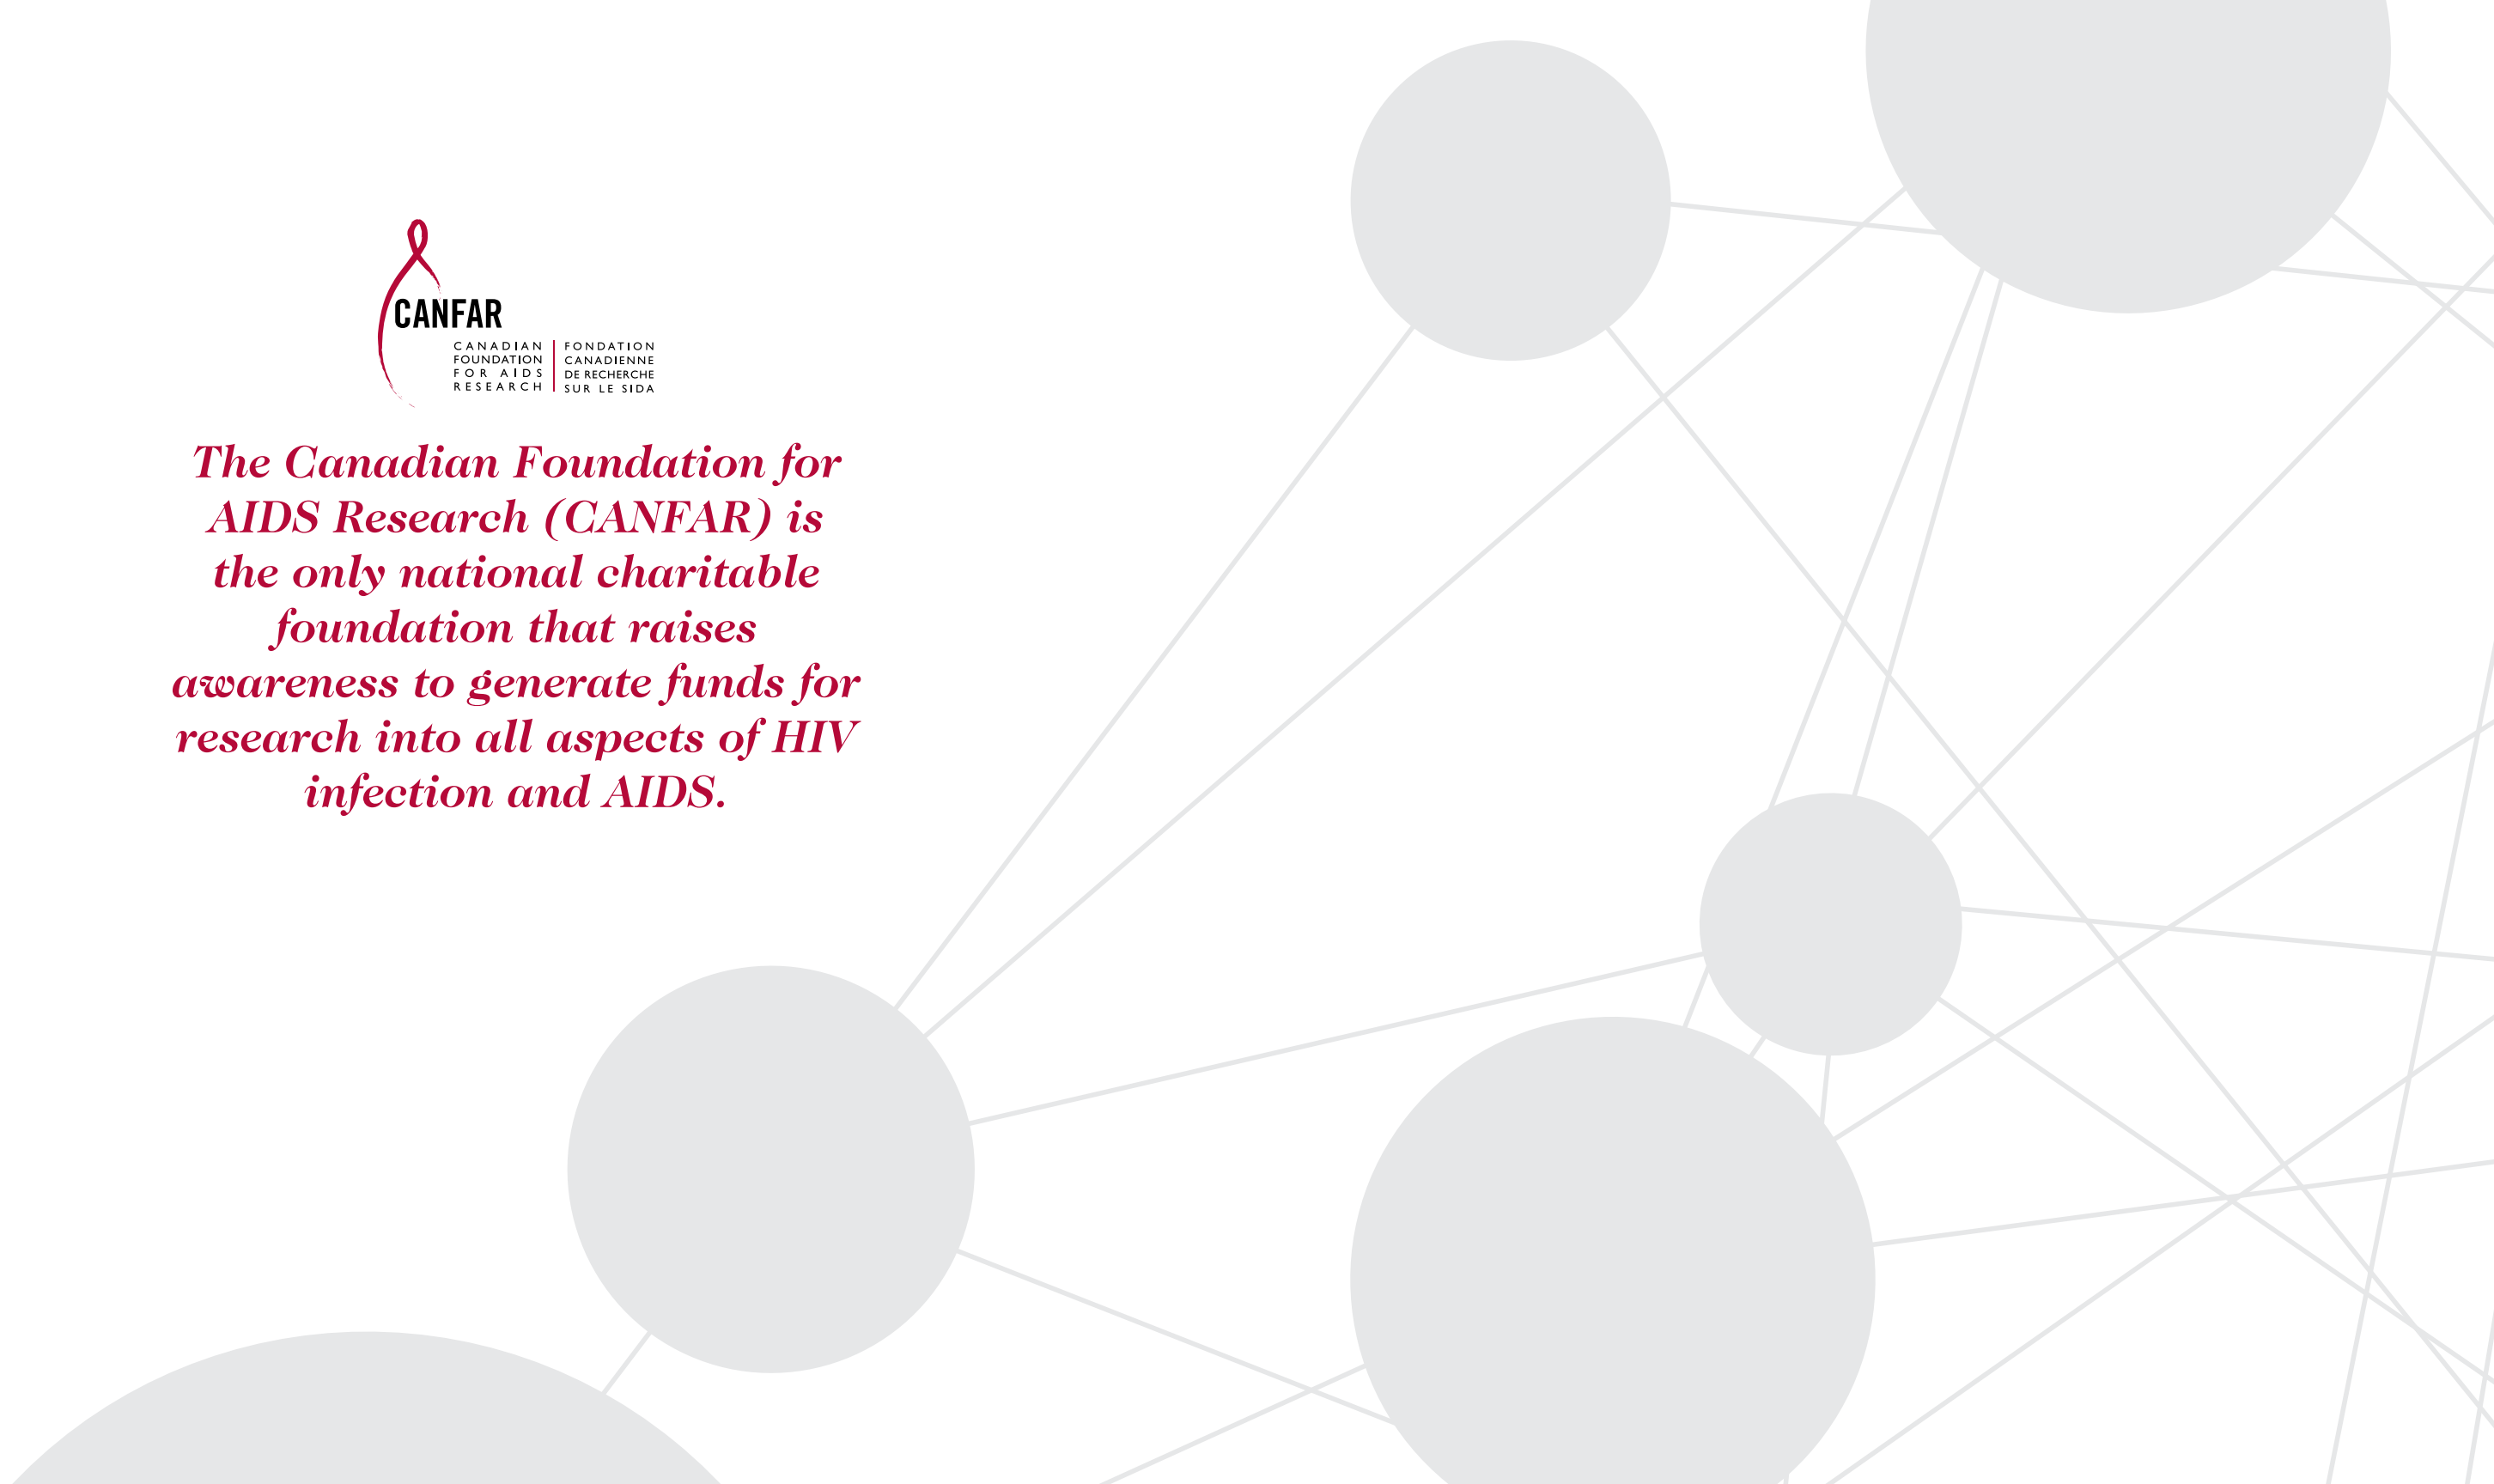 CANFAR
CANADIAN
FOUNDATION
FOR AIDS
RESEARCH
FONDATION
CANADIENNE
DE RECHERCHE
SUR LE SIDA
The Canadian Foundation for
AIDS Research (CANFAR) is
the only national charitable
foundation that raises
awareness to generate funds for
research into all aspects of HIV
infection and AIDS.